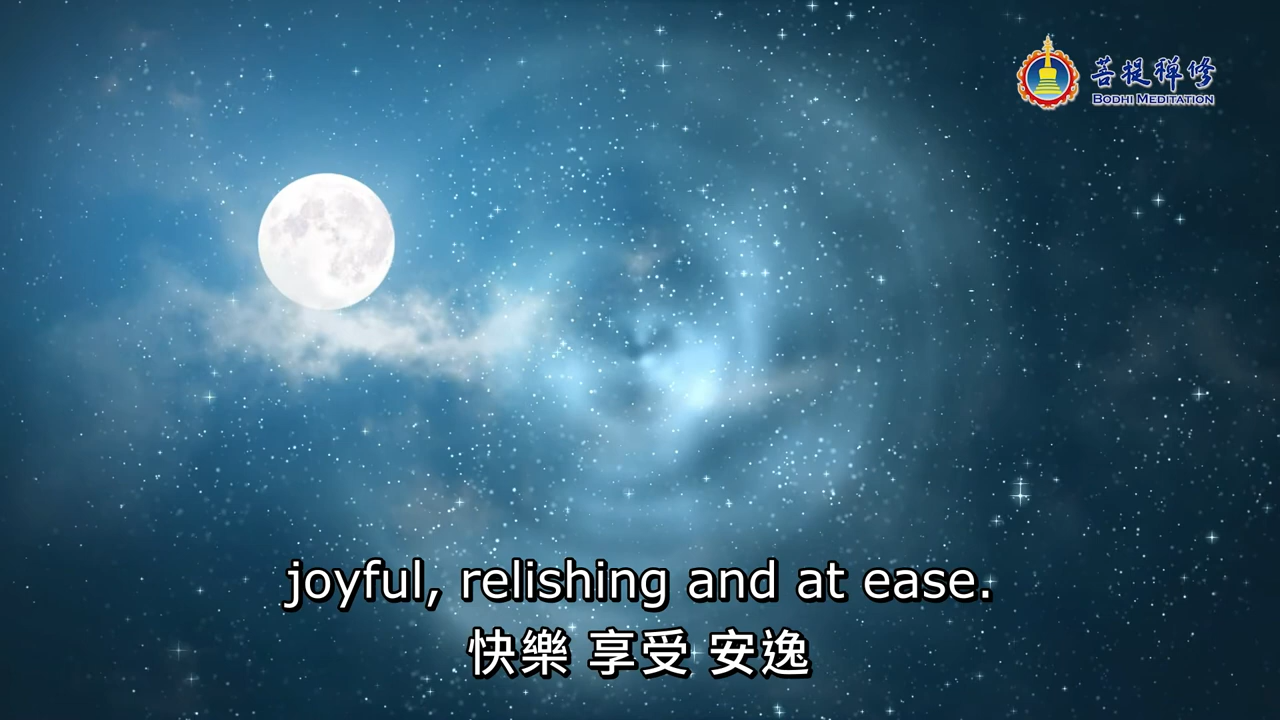 菩提禪修
BODHI MEDITATION
joyful, relishing and at ease.
快樂 享受 安逸